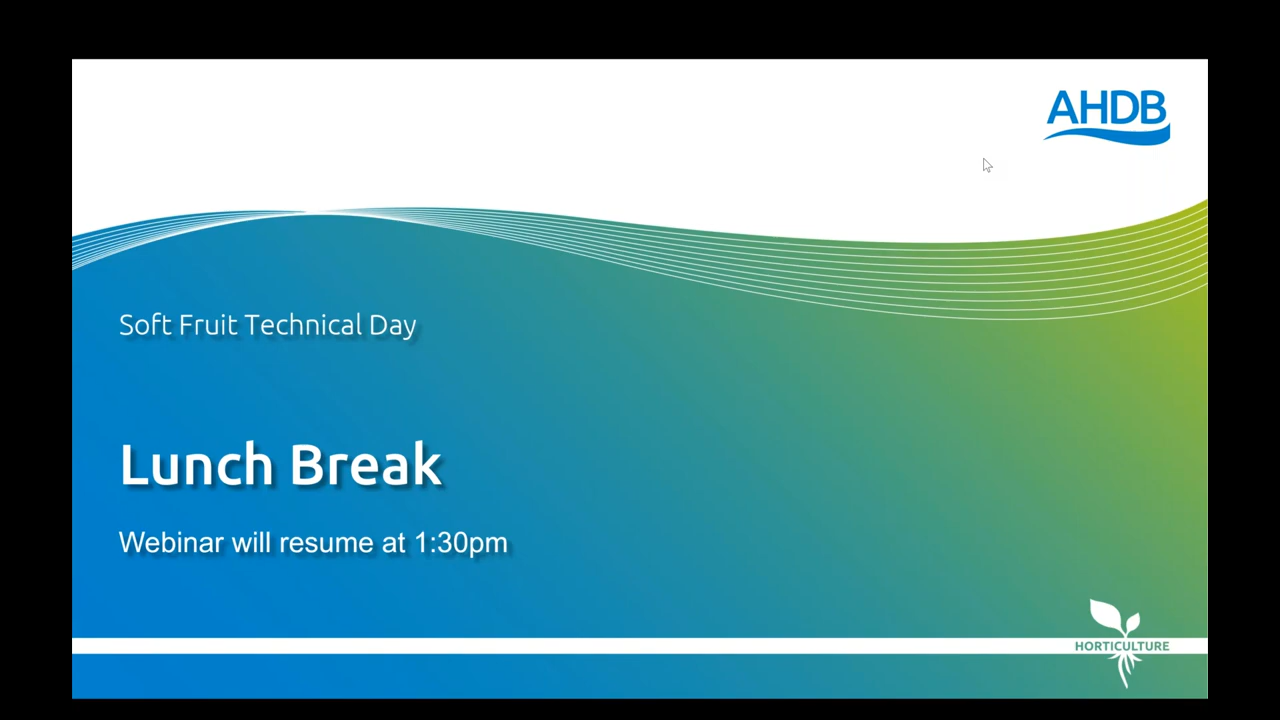 AHDB
Soft Fruit Technical Day
Lunch Break
Webinar will resume at 1:30pm
HORTICULTURE